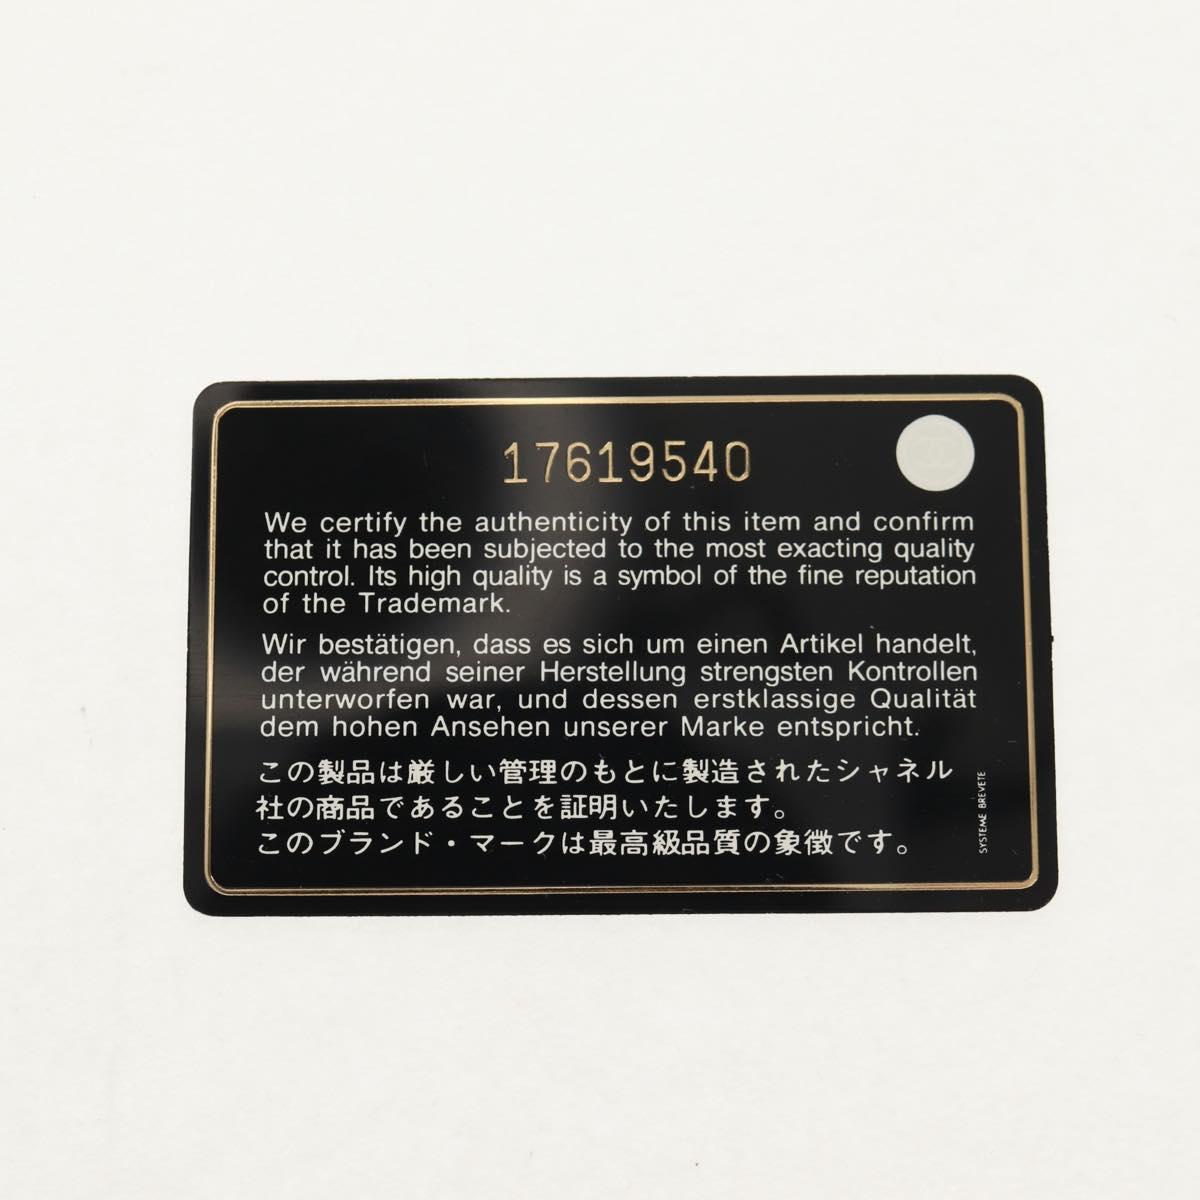 17619540
We certify the authenticity of this item and confirm
that it has been subjected to the most exacting quality
control. Its high quality is a symbol of the fine reputation
of the Trademark.
Wir bestätigen, dass es sich um einen Artikel handelt,
der während seiner Herstellung strengsten Kontrollen
unterworfen war, und dessen erstklassige Qualität
dem hohen Ansehen unserer Marke entspricht.
この製品は厳しい管理のもとに製造されたシャネル
社の商品であることを証明いたします。
このブランド・マークは最高級品質の象徴です。
SYSTEME BREVETE